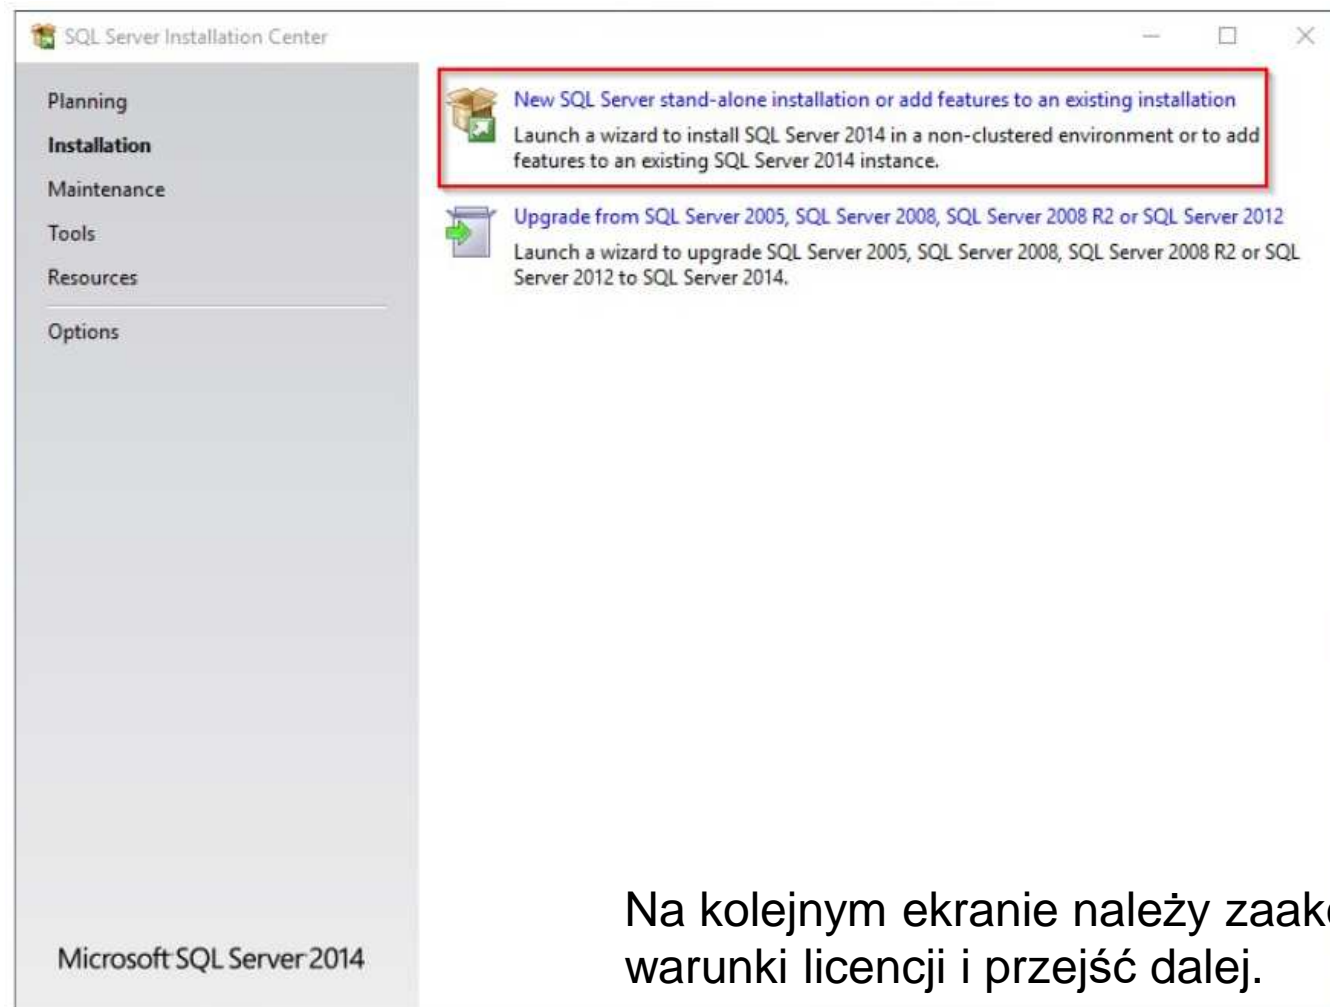 SQL Server Installation Center
Planning
Installation
Maintenance
Tools
Resources
Options
New SQL Server stand-alone installation or add features to an existing installation
Launch a wizard to install SQL Server 2014 in a non-clustered environment or to add
features to an existing SQL Server 2014 instance.
Upgrade from SQL Server 2005, SQL Server 2008, SQL Server 2008 R2 or SQL Server 2012
Launch a wizard to upgrade SQL Server 2005, SQL Server 2008, SQL Server 2008 R2 or SQL
Server 2012 to SQL Server 2014.
Microsoft SQL Server 2014
Na kolejnym ekranie należy
warunki licencji i przejść dalej.